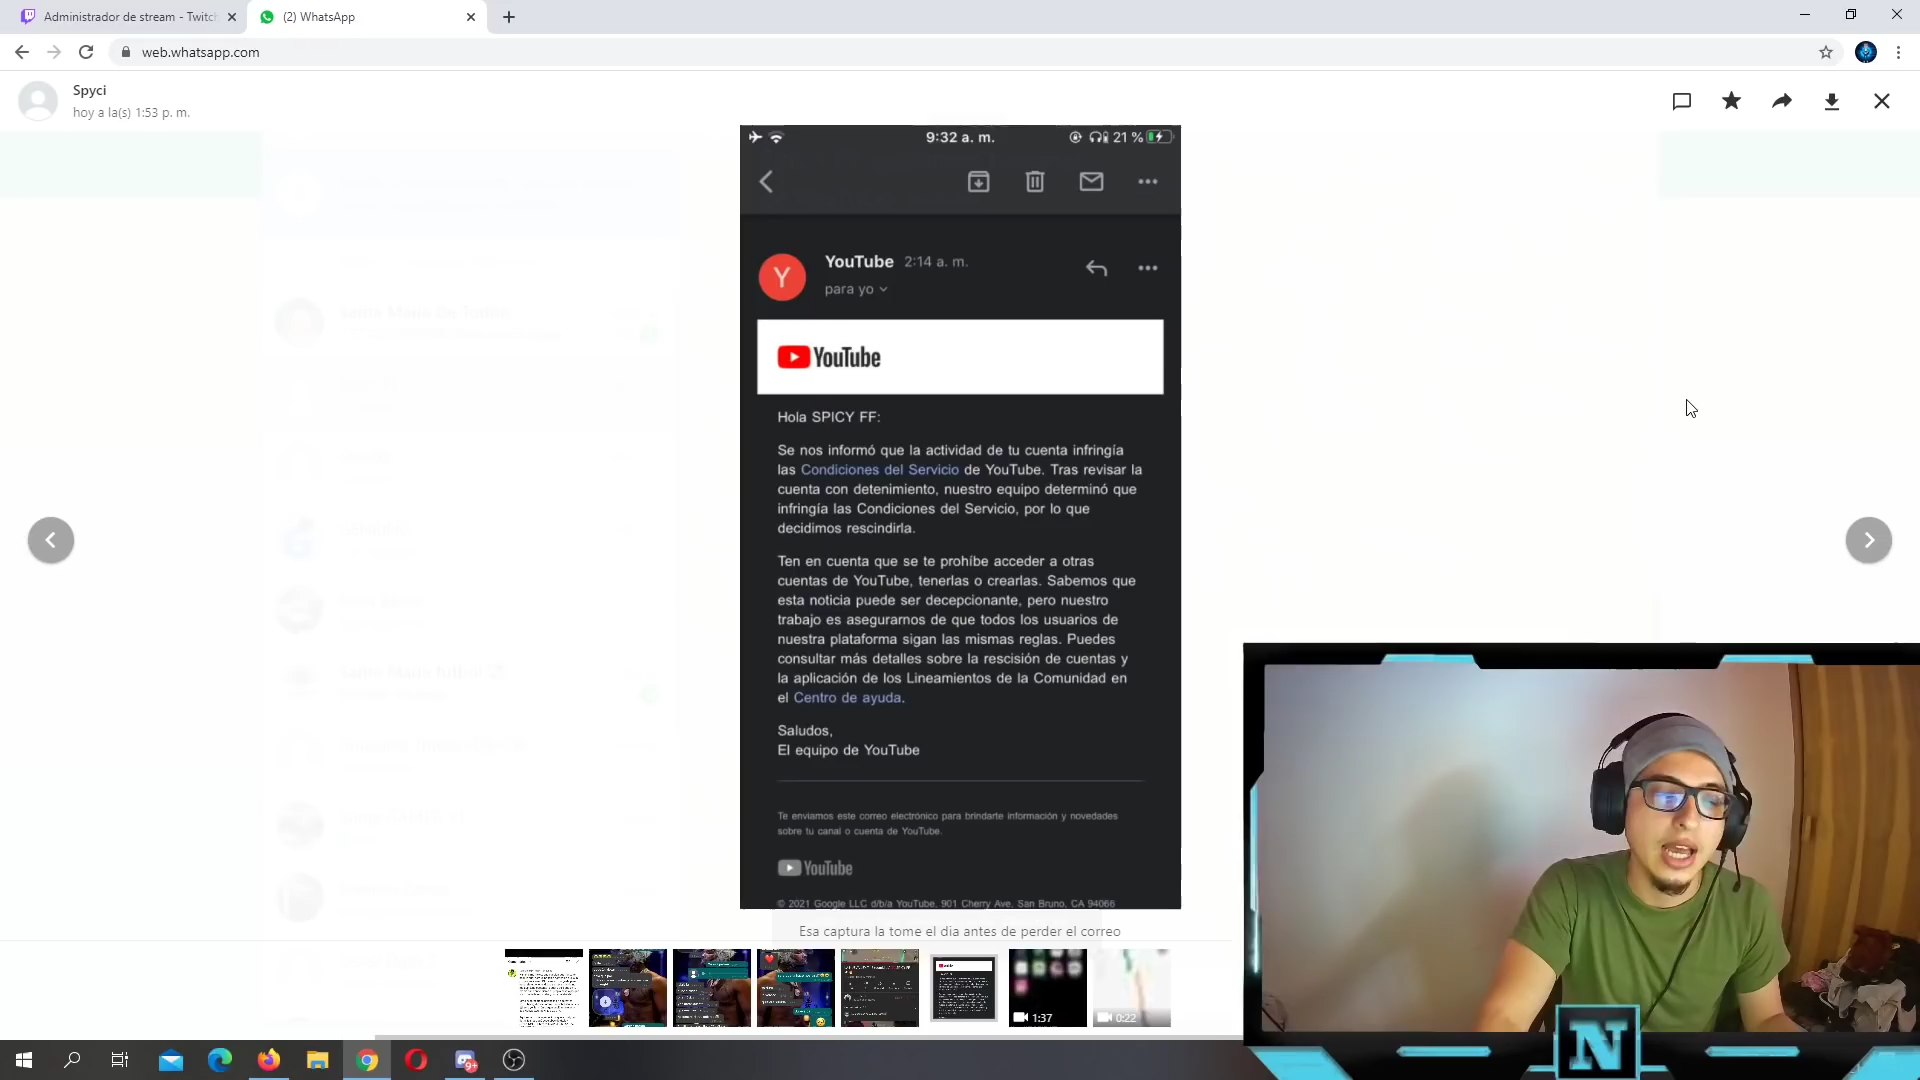 Administrador de stream - Twitch
(2) WhatsApp
web.whatsapp.com
Spyci
hoy a la(s) 1:53 p. m.
9:32 a. m.
21 %
YouTube 2:14 a. m.
Y
para yo
YouTube
Hola SPICY FF:
Se nos informó que la actividad de tu cuenta infringía
las Condiciones del Servicio de YouTube. Tras revisar la
cuenta con detenimiento, nuestro equipo determinó que
infringía las Condiciones del Servicio, por lo que
decidimos rescindirla.
Ten en cuenta que se te prohíbe acceder a otras
cuentas de YouTube, tenerlas o crearlas. Sabemos que
esta noticia puede ser decepcionante, pero nuestro
trabajo es asegurarnos de que todos los usuarios de
nuestra plataforma sigan las mismas reglas. Puedes
consultar más detalles sobre la rescisión de cuentas y
la aplicación de los Lineamientos de la Comunidad en
el Centro de ayuda.
Saludos,
El equipo de YouTube
Te enviamos este correo electrónico para brindarte información y novedades
sobre tu canal o cuenta de YouTube.
YouTube
© 2021 Google LLC d/b/a YouTube, 901 Cherry Ave, San Bruno, CA 94066
Esa captura la tome el dia antes de perder el correo
1:37
0:22
9+
N